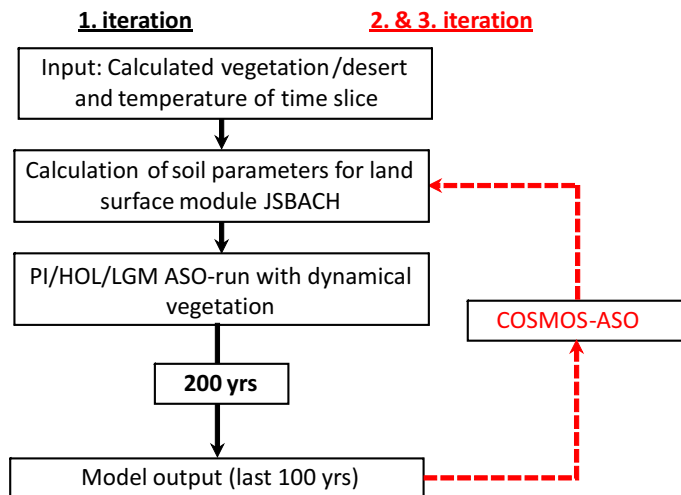 1. iteration
2. & 3. iteration
Input: Calculated vegetation/desert
and temperature of time slice
Calculation of soil parameters for land
surface module JSBACH
PI/HOL/LGM ASO-run with dynamical
vegetation
COSMOS-ASO
200 yrs
Model output (last 100 yrs)